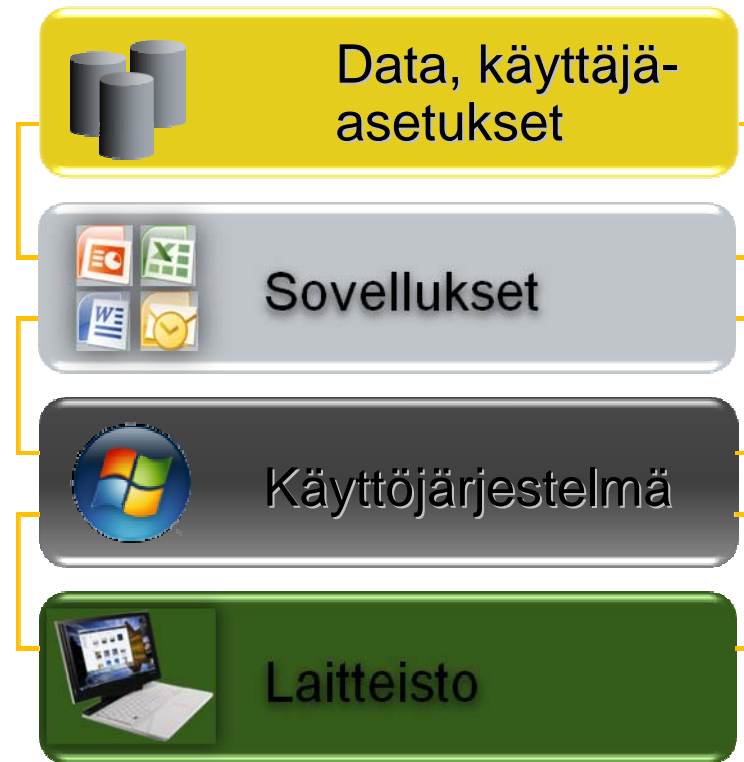 Data, käyttäjä-
asetukset
Sovellukset
Käyttöjärjestelmä
Laitteisto